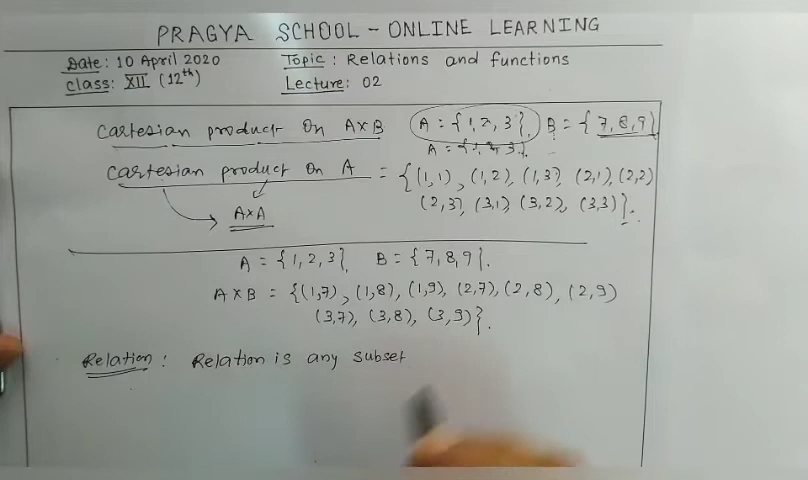 PRAGYA SCHOOL - ONLINE LEARNING
Date: 10 April 2020 Topic: Relations and functions
class: XII (12th) Lecture: 02
Cartesian product on A×B A = {1,2,3}, B = {7,8,9}
A = {1,2,3}.
Cartesian product on A = {(1,1), (1,2), (1,3), (2,1), (2,2)
(2,3), (3,1), (3,2), (3,3)}.
A×A
A = {1,2,3}, B = {7,8,9}.
A×B = {(1,7), (1,8), (1,9), (2,7), (2,8), (2,9)
(3,7), (3,8), (3,9)}.
Relation: Relation is any subset